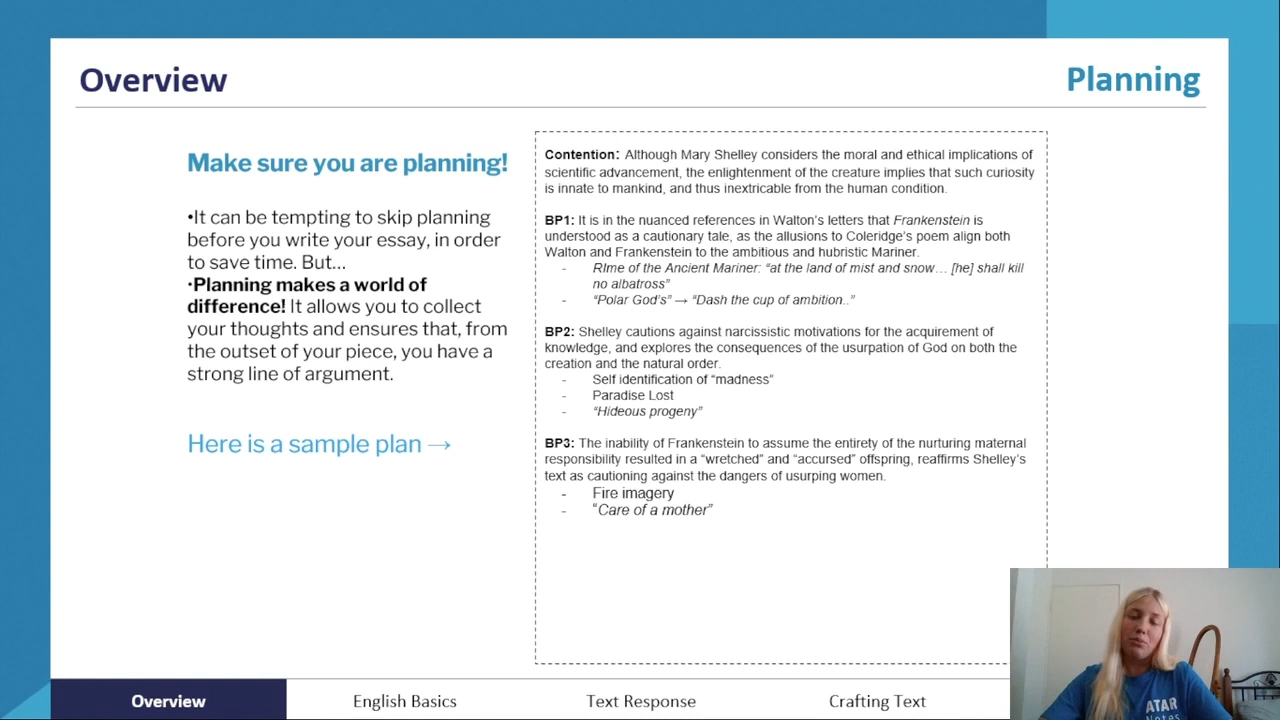 Overview
Planning
Make sure you are planning!
•It can be tempting to skip planning
before you write your essay, in order
to save time. But…
•Planning makes a world of
difference! It allows you to collect
your thoughts and ensures that, from
the outset of your piece, you have a
strong line of argument.
Here is a sample plan →
Contention: Although Mary Shelley considers the moral and ethical implications of
scientific advancement, the enlightenment of the creature implies that such curiosity
is innate to mankind, and thus inextricable from the human condition.
BP1: It is in the nuanced references in Walton's letters that Frankenstein is
understood as a cautionary tale, as the allusions to Coleridge's poem align both
Walton and Frankenstein to the ambitious and hubristic Mariner.
- RIme of the Ancient Mariner: “at the land of mist and snow… [he] shall kill
no albatross”
- “Polar God's” → “Dash the cup of ambition..”
BP2: Shelley cautions against narcissistic motivations for the acquirement of
knowledge, and explores the consequences of the usurpation of God on both the
creation and the natural order.
- Self identification of “madness”
- Paradise Lost
- “Hideous progeny”
BP3: The inability of Frankenstein to assume the entirety of the nurturing maternal
responsibility resulted in a “wretched” and “accursed” offspring, reaffirms Shelley's
text as cautioning against the dangers of usurping women.
- Fire imagery
- “Care of a mother”
Overview
English Basics
Text Response
Crafting Text
ATAR
Notes